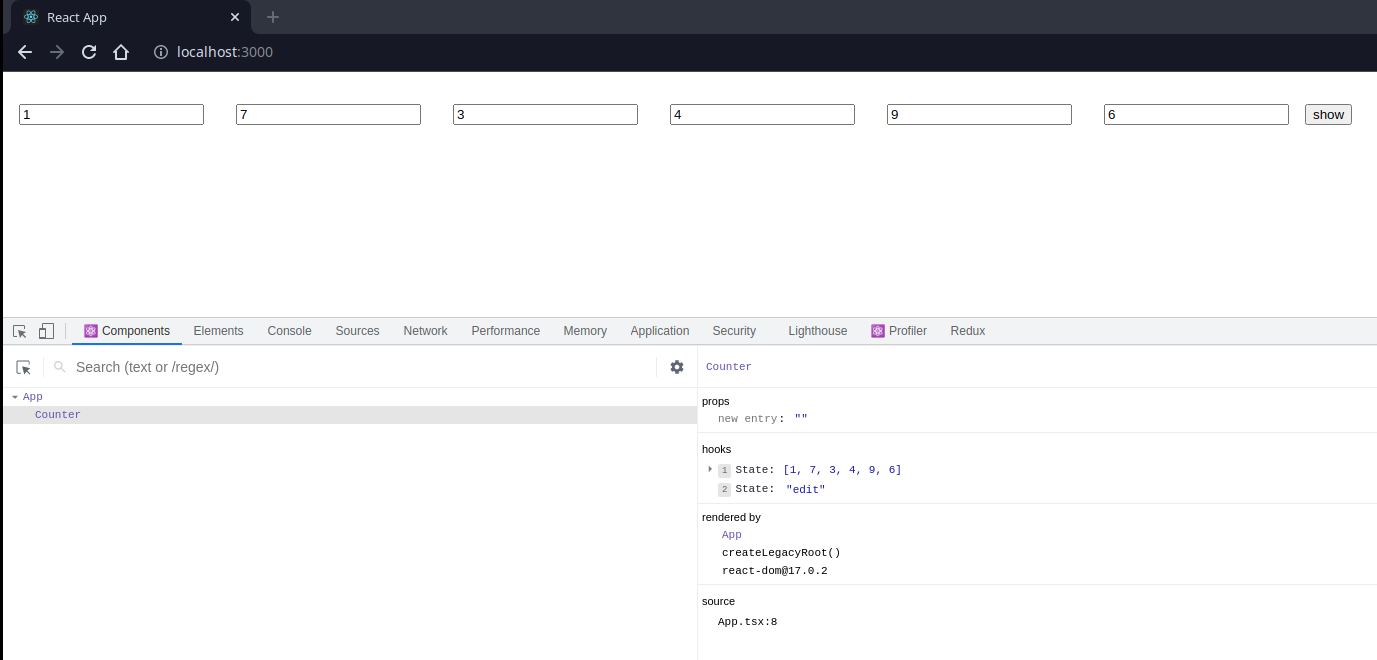 React App
localhost:3000
1 7 3 4 9 6 show
Components Elements Console Sources Network Performance Memory Application Security Lighthouse Profiler Redux
Search (text or /regex/)
App
Counter
Counter
props
new entry: ""
hooks
1 State: [1, 7, 3, 4, 9, 6]
2 State: "edit"
rendered by
App
createLegacyRoot()
react-dom@17.0.2
source
App.tsx:8